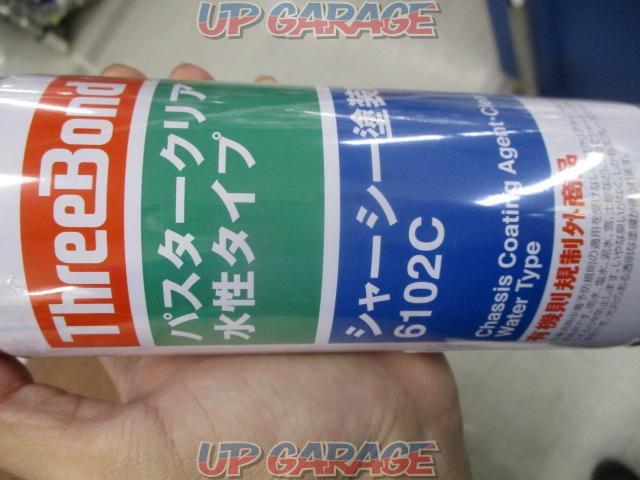 UP GARAGE
ThreeBond
パスタークリア
水性タイプ
シャーシー塗装
6102C
Chassis Coating Agent-Clear
Water Type
有機則規制外商品
UP GARAGE